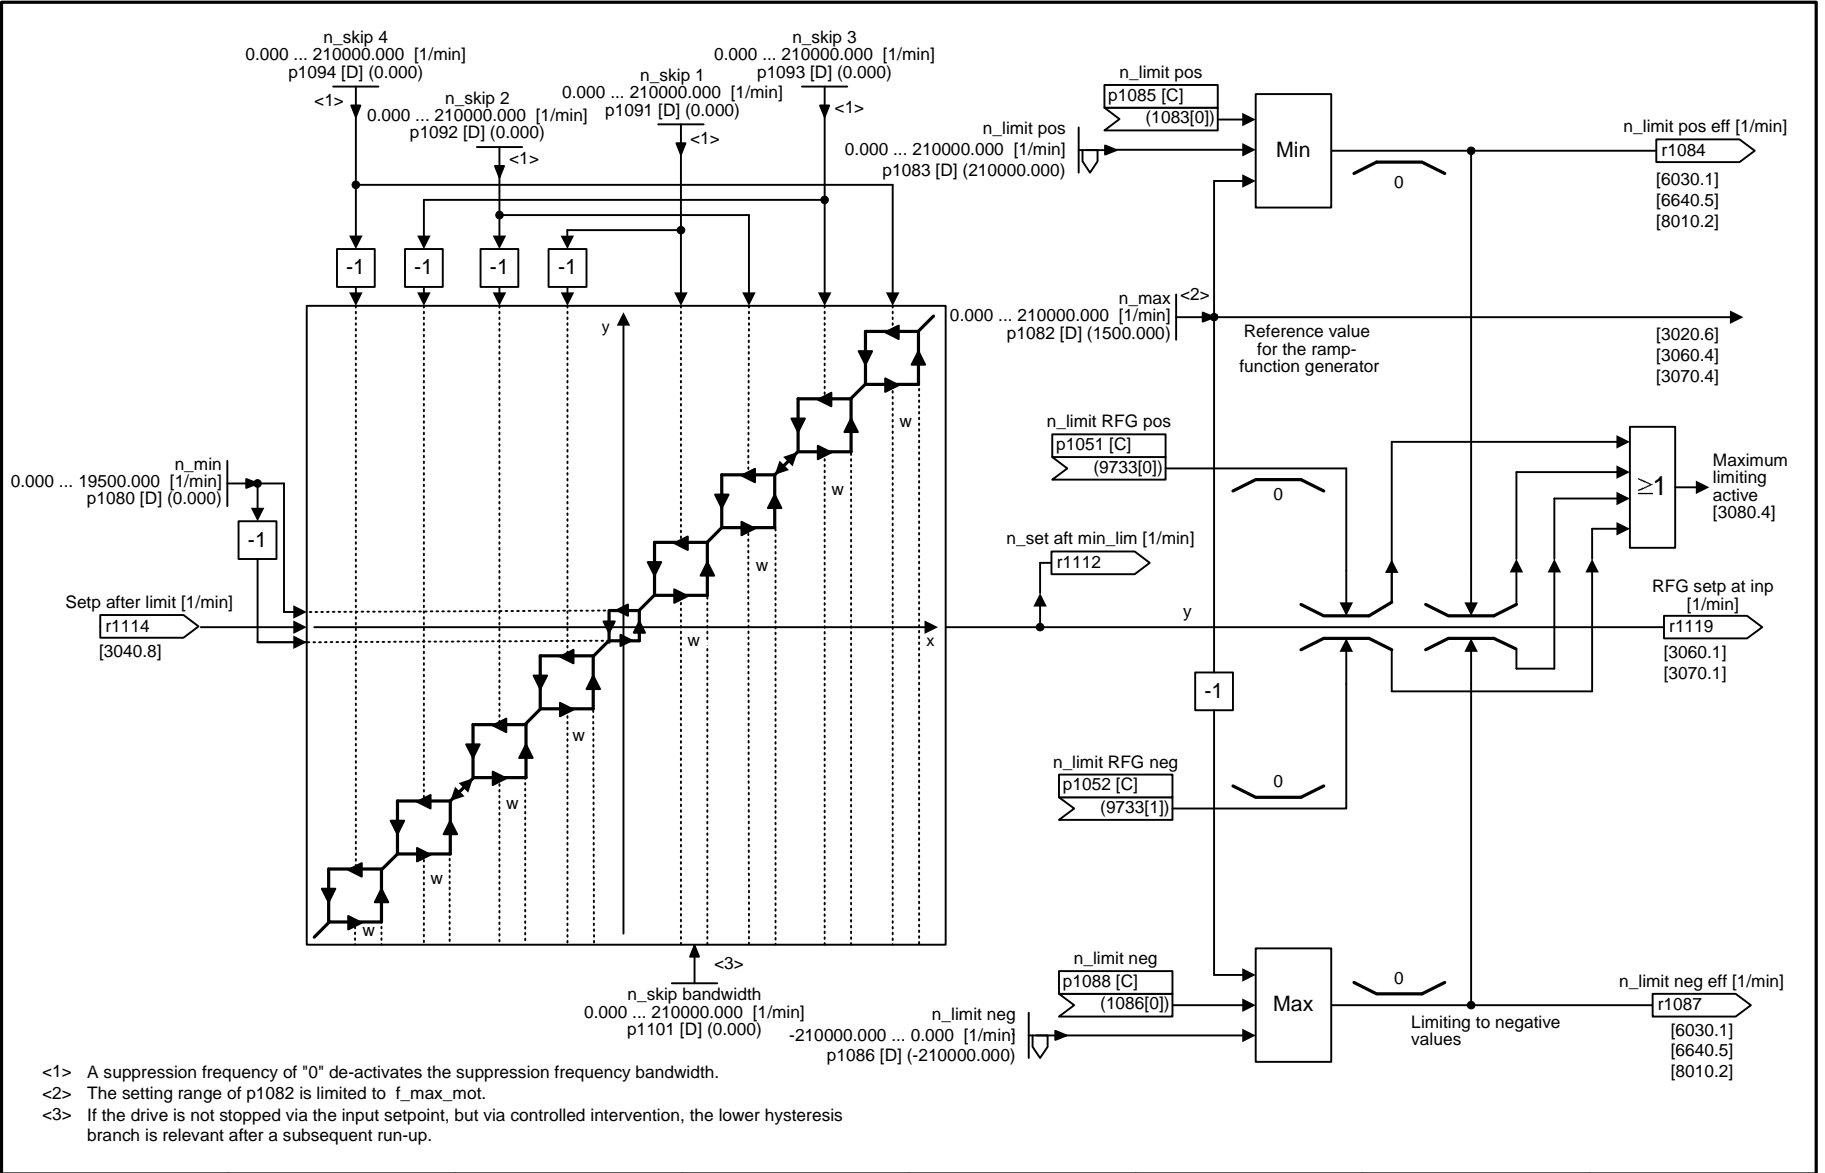 n_skip 4
0.000 ... 210000.000 [1/min]
p1094 [D] (0.000)
<1>
n_skip 2
0.000 ... 210000.000 [1/min]
p1092 [D] (0.000)
<1>
n_skip 1
0.000 ... 210000.000 [1/min]
p1091 [D] (0.000)
<1>
n_skip 3
0.000 ... 210000.000 [1/min]
p1093 [D] (0.000)
<1>
-1
-1
-1
-1
n_limit pos
p1085 [C]
(1083[0])
n_limit pos
0.000 ... 210000.000 [1/min]
p1083 [D] (210000.000)
Min
0
n_limit pos eff [1/min]
r1084
[6030.1]
[6640.5]
[8010.2]
n_max
<2>
0.000 ... 210000.000 [1/min]
p1082 [D] (1500.000)
Reference value
for the ramp-
function generator
[3020.6]
[3060.4]
[3070.4]
y
w
w
w
w
w
w
w
w
x
n_min
0.000 ... 19500.000 [1/min]
p1080 [D] (0.000)
-1
Setp after limit [1/min]
r1114
[3040.8]
n_limit RFG pos
p1051 [C]
(9733[0])
0
≥1
Maximum
limiting
active
[3080.4]
n_set aft min_lim [1/min]
r1112
y
RFG setp at inp
[1/min]
r1119
[3060.1]
[3070.1]
-1
n_limit RFG neg
p1052 [C]
(9733[1])
0
n_limit neg
p1088 [C]
(1086[0])
n_limit neg
-210000.000 ... 0.000 [1/min]
p1086 [D] (-210000.000)
Max
0
Limiting to negative
values
n_limit neg eff [1/min]
r1087
[6030.1]
[6640.5]
[8010.2]
<3>
n_skip bandwidth
0.000 ... 210000.000 [1/min]
p1101 [D] (0.000)
<1> A suppression frequency of "0" de-activates the suppression frequency bandwidth.
<2> The setting range of p1082 is limited to f_max_mot.
<3> If the drive is not stopped via the input setpoint, but via controlled intervention, the lower hysteresis
branch is relevant after a subsequent run-up.